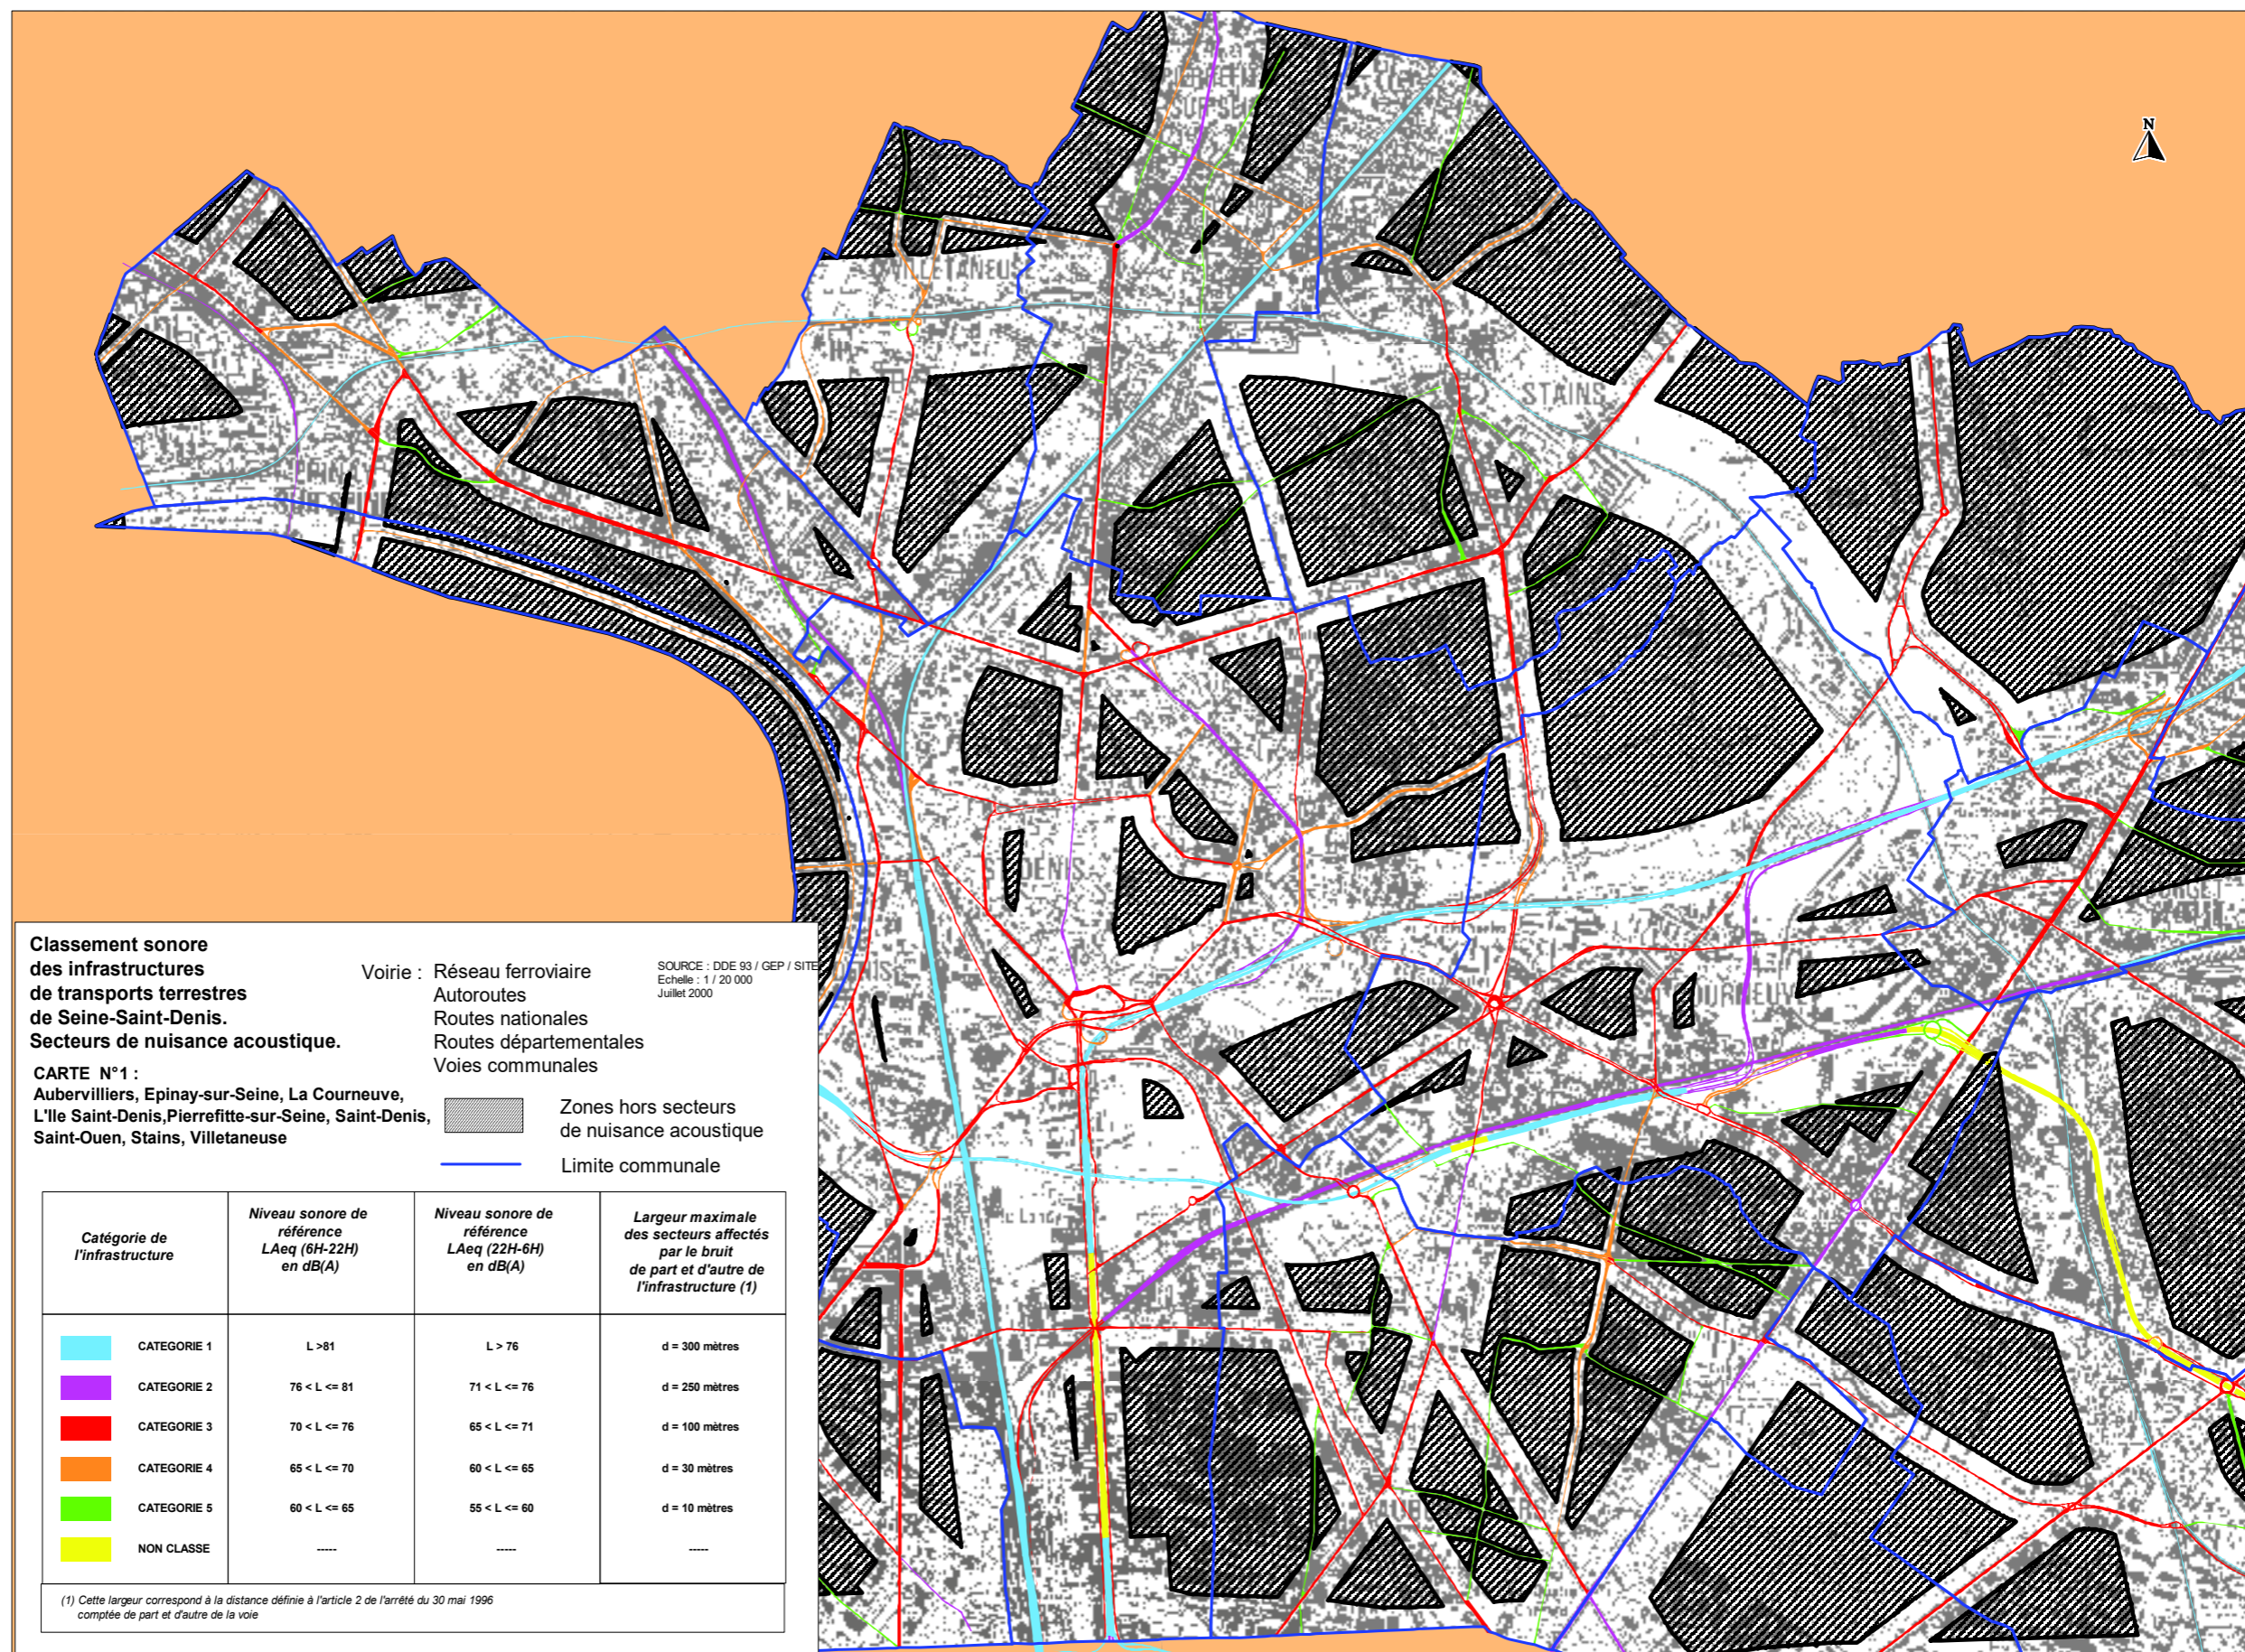 N
STAINS
DENIS
Classement sonore
des infrastructures
de transports terrestres
de Seine-Saint-Denis.
Secteurs de nuisance acoustique.
CARTE N°1 :
Aubervilliers, Epinay-sur-Seine, La Courneuve,
L'Ile Saint-Denis,Pierrefitte-sur-Seine, Saint-Denis,
Saint-Ouen, Stains, Villetaneuse
Voirie : Réseau ferroviaire
Autoroutes
Routes nationales
Routes départementales
Voies communales
SOURCE : DDE 93 / GEP / SITE
Echelle : 1 / 20 000
Juillet 2000
Zones hors secteurs
de nuisance acoustique
Limite communale
Catégorie de
l'infrastructure
Niveau sonore de
référence
LAeq (6H-22H)
en dB(A)
Niveau sonore de
référence
LAeq (22H-6H)
en dB(A)
Largeur maximale
des secteurs affectés
par le bruit
de part et d'autre de
l'infrastructure (1)
CATEGORIE 1 L >81 L > 76 d = 300 mètres
CATEGORIE 2 76 < L <= 81 71 < L <= 76 d = 250 mètres
CATEGORIE 3 70 < L <= 76 65 < L <= 71 d = 100 mètres
CATEGORIE 4 65 < L <= 70 60 < L <= 65 d = 30 mètres
CATEGORIE 5 60 < L <= 65 55 < L <= 60 d = 10 mètres
NON CLASSE ----- ----- -----
(1) Cette largeur correspond à la distance définie à l'article 2 de l'arrêté du 30 mai 1996
comptée de part et d'autre de la voie